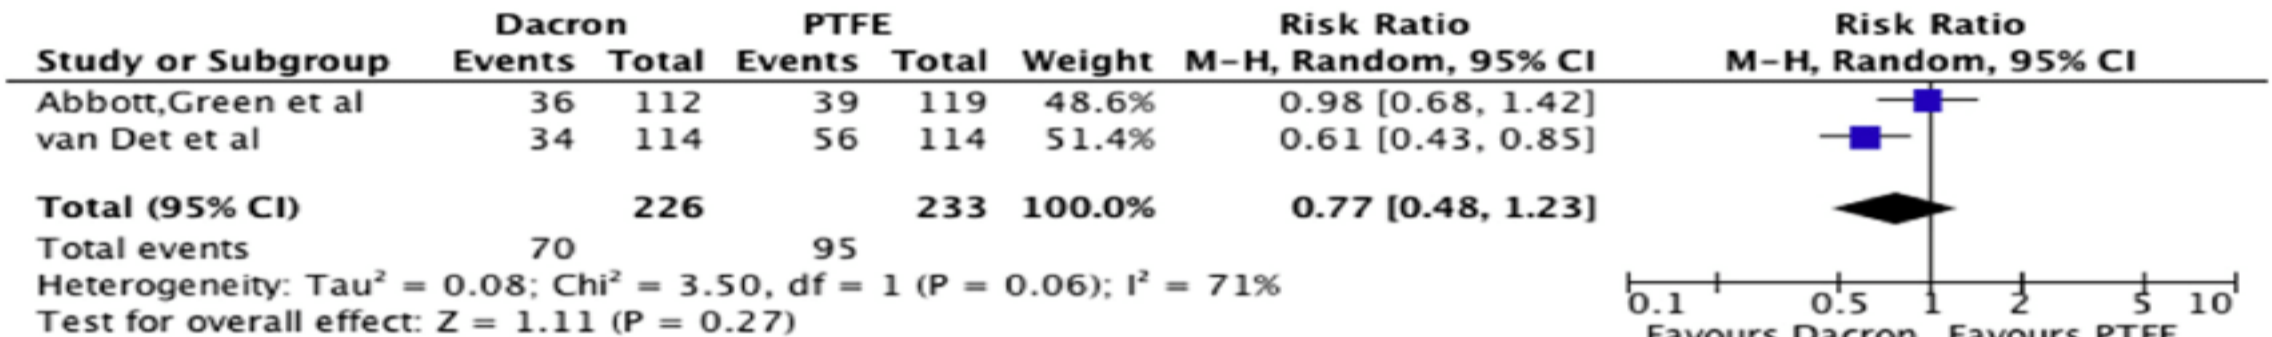 Dacron PTFE Risk Ratio Risk Ratio
Study or Subgroup Events Total Events Total Weight M-H, Random, 95% CI M-H, Random, 95% CI
Abbott,Green et al 36 112 39 119 48.6% 0.98 [0.68, 1.42]
van Det et al 34 114 56 114 51.4% 0.61 [0.43, 0.85]
Total (95% CI) 226 233 100.0% 0.77 [0.48, 1.23]
Total events 70 95
Heterogeneity: Tau² = 0.08; Chi² = 3.50, df = 1 (P = 0.06); I² = 71%
Test for overall effect: Z = 1.11 (P = 0.27)
0.1 0.5 1 2 5 10
Favours Dacron Favours PTFE